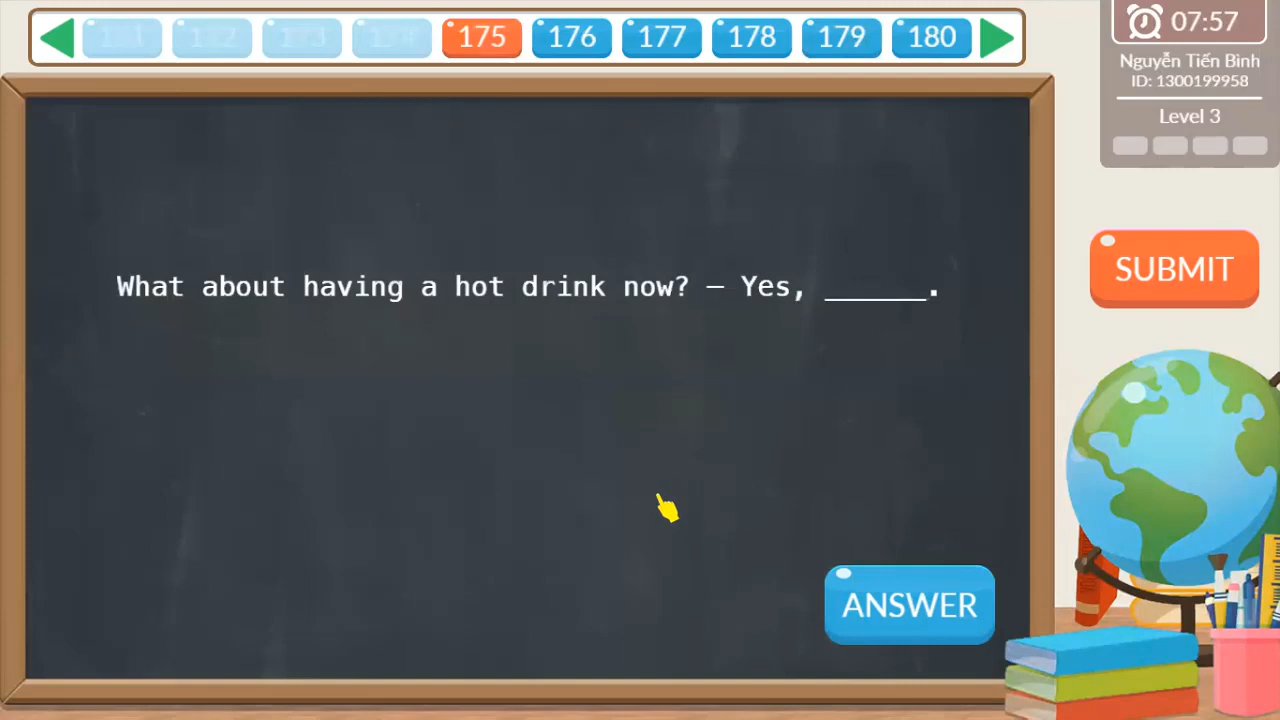 175 176 177 178 179 180
07:57
Nguyễn Tiến Bình
ID: 1300199958
Level 3
What about having a hot drink now? – Yes, ______.
SUBMIT
ANSWER